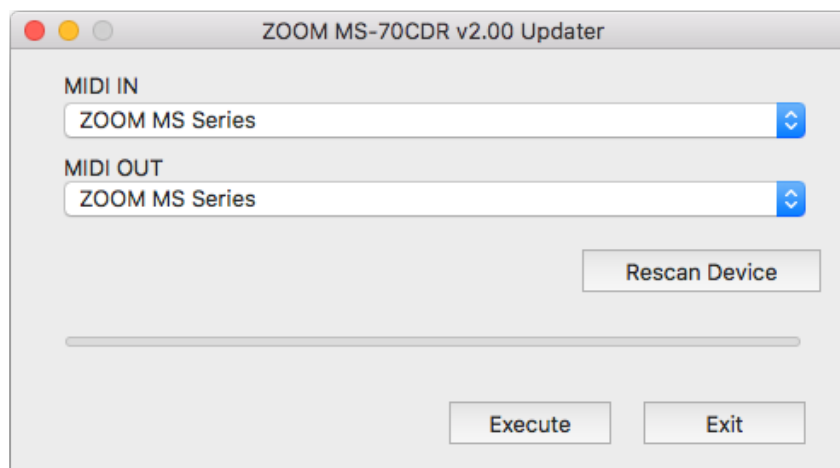 ZOOM MS-70CDR v2.00 Updater
MIDI IN
ZOOM MS Series
MIDI OUT
ZOOM MS Series
Rescan Device
Execute Exit